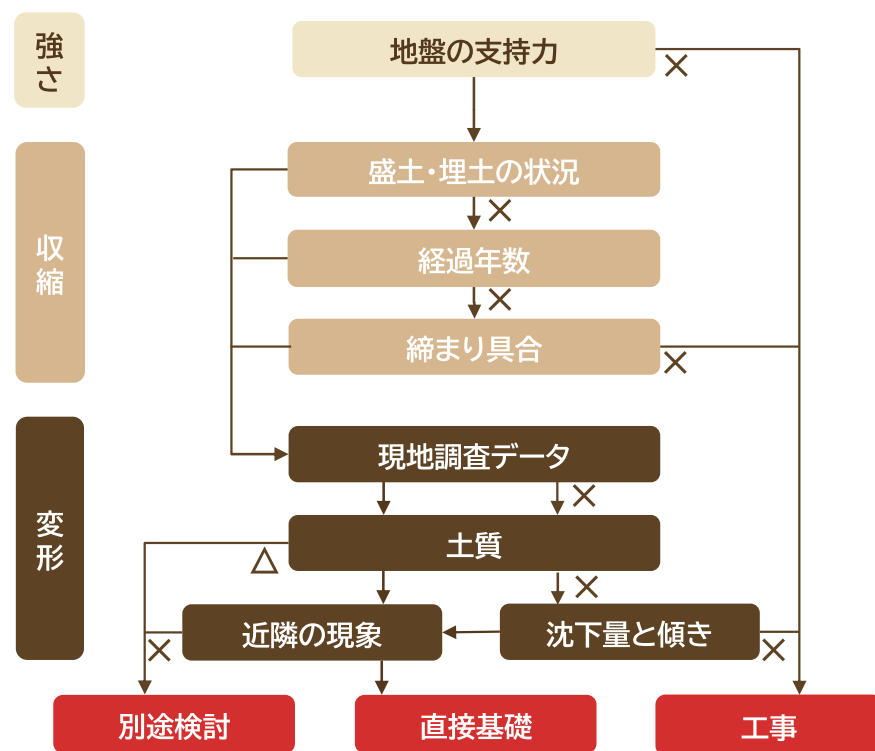 強さ
地盤の支持力
×
収縮
盛土・埋土の状況
×
経過年数
×
締まり具合
×
変形
現地調査データ
×
土質
△
×
近隣の現象
×
沈下量と傾き
×
別途検討
直接基礎
工事